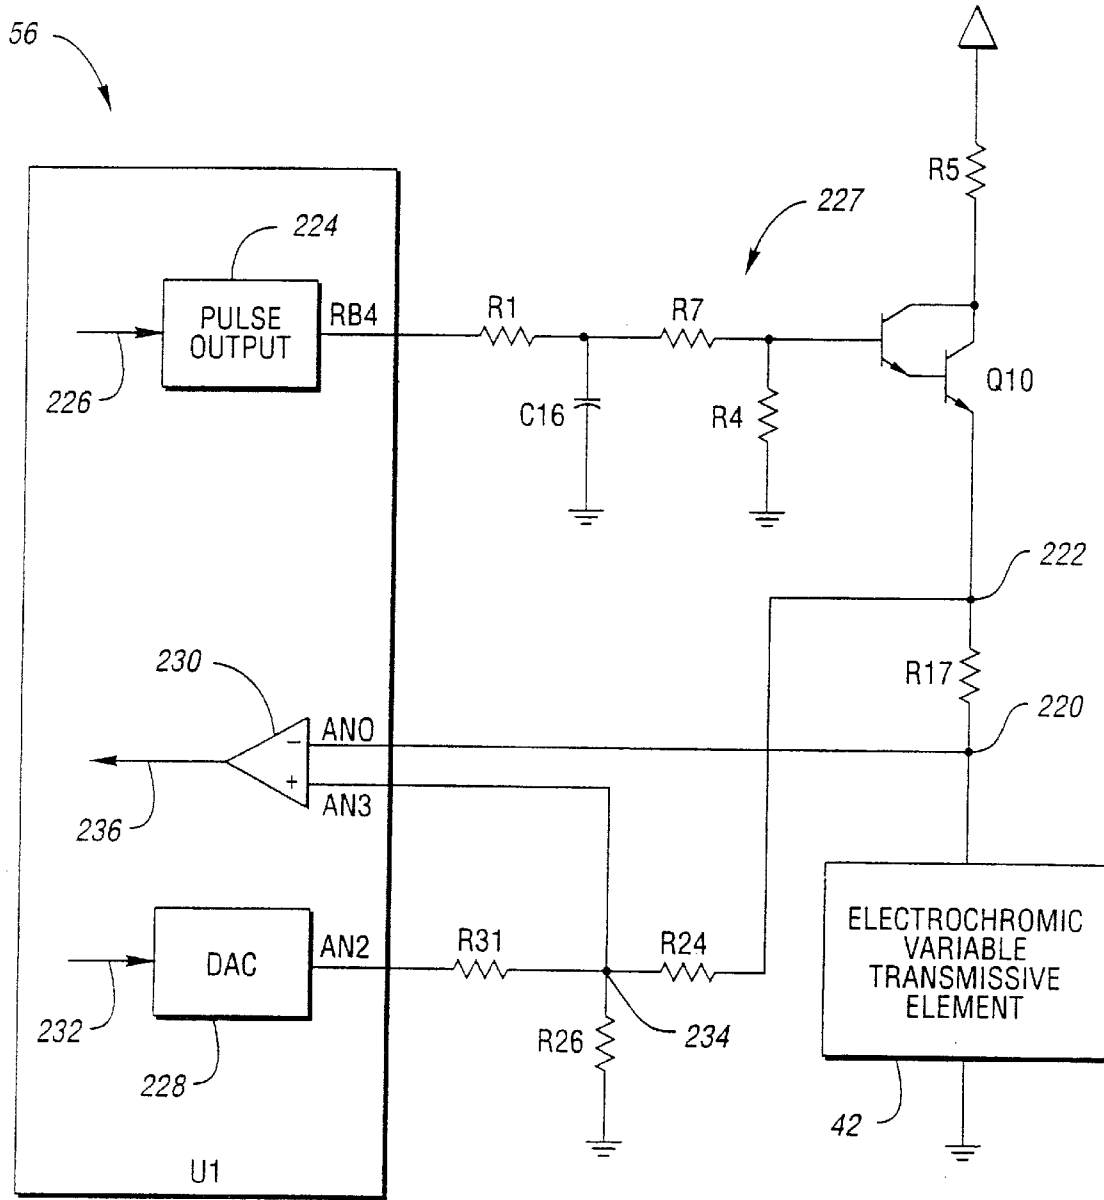 56
R5
227
224
PULSE
OUTPUT
RB4
R1
R7
226
C16
R4
Q10
222
230
R17
AN0
−
220
+
AN3
236
ELECTROCHROMIC
VARIABLE
TRANSMISSIVE
ELEMENT
DAC
AN2
R31
R24
232
R26
234
228
42
U1